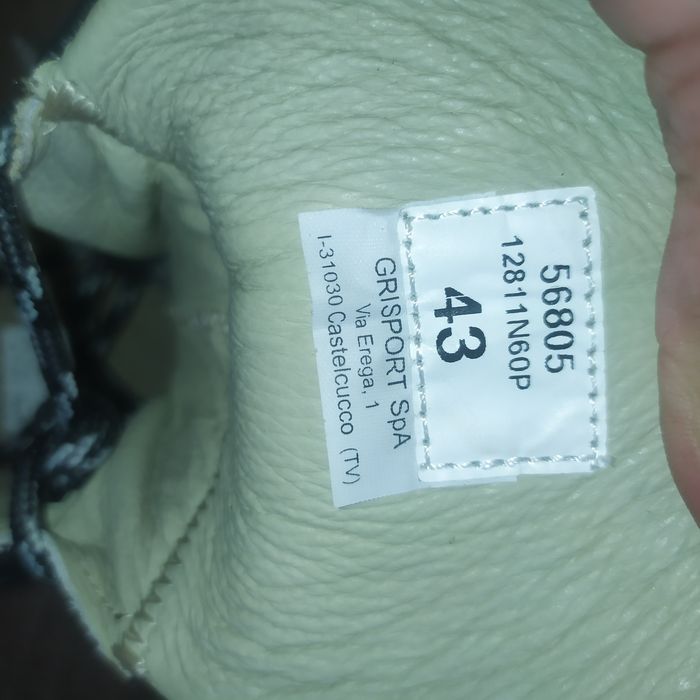 56805
12811N60P
43
GRISPORT SpA
Via Erega, 1
I-31030 Castelcucco (TV)